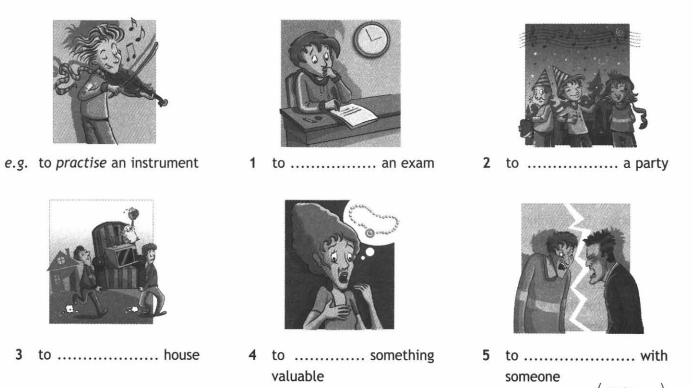 e.g. to practise an instrument
1 to ................. an exam
2 to .................. a party
3 to .................... house
4 to .............. something
valuable
5 to ...................... with
someone